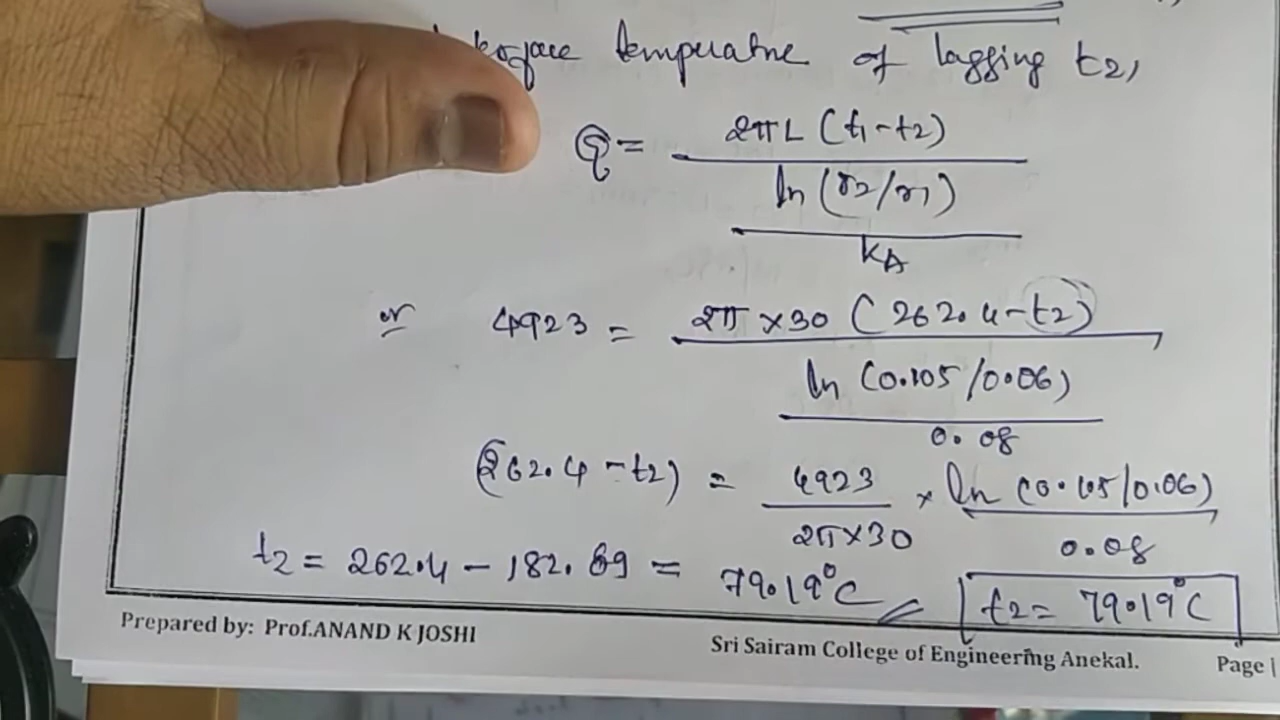 temperature of lagging t2,
Q = 2πL (t1-t2) / (ln (r2/r1) / KA)
or 4923 = 2π × 30 (262.4 - t2) / (ln (0.105/0.06) / 0.08)
(262.4 - t2) = 4923 / 2π×30 × ln (0.105/0.06) / 0.08
t2 = 262.4 - 182.69 = 79.19°C t2 = 79.19°C
Prepared by: Prof.ANAND K JOSHI Sri Sairam College of Engineering Anekal. Page |